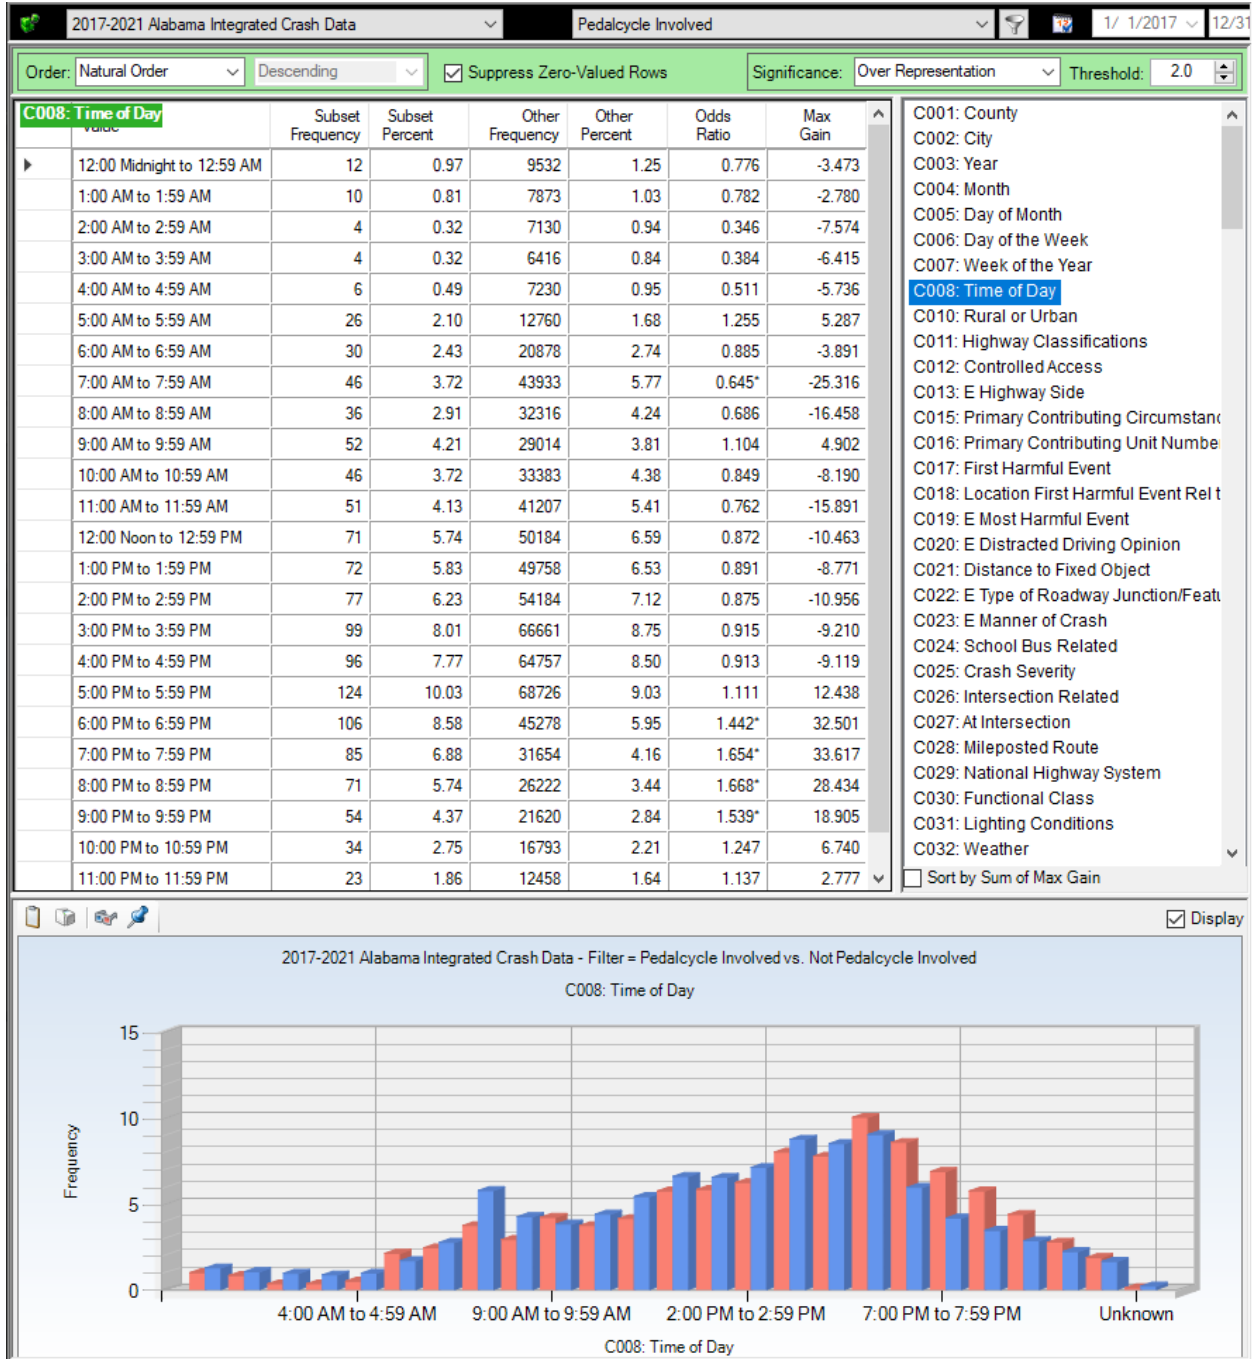 2017-2021 Alabama Integrated Crash Data Pedalcycle Involved 1/ 1/2017 12/31
Order: Natural Order Descending Suppress Zero-Valued Rows Significance: Over Representation Threshold: 2.0
C008: Time of Day
Value Subset Frequency Subset Percent Other Frequency Other Percent Odds Ratio Max Gain
12:00 Midnight to 12:59 AM 12 0.97 9532 1.25 0.776 -3.473
1:00 AM to 1:59 AM 10 0.81 7873 1.03 0.782 -2.780
2:00 AM to 2:59 AM 4 0.32 7130 0.94 0.346 -7.574
3:00 AM to 3:59 AM 4 0.32 6416 0.84 0.384 -6.415
4:00 AM to 4:59 AM 6 0.49 7230 0.95 0.511 -5.736
5:00 AM to 5:59 AM 26 2.10 12760 1.68 1.255 5.287
6:00 AM to 6:59 AM 30 2.43 20878 2.74 0.885 -3.891
7:00 AM to 7:59 AM 46 3.72 43933 5.77 0.645* -25.316
8:00 AM to 8:59 AM 36 2.91 32316 4.24 0.686 -16.458
9:00 AM to 9:59 AM 52 4.21 29014 3.81 1.104 4.902
10:00 AM to 10:59 AM 46 3.72 33383 4.38 0.849 -8.190
11:00 AM to 11:59 AM 51 4.13 41207 5.41 0.762 -15.891
12:00 Noon to 12:59 PM 71 5.74 50184 6.59 0.872 -10.463
1:00 PM to 1:59 PM 72 5.83 49758 6.53 0.891 -8.771
2:00 PM to 2:59 PM 77 6.23 54184 7.12 0.875 -10.956
3:00 PM to 3:59 PM 99 8.01 66661 8.75 0.915 -9.210
4:00 PM to 4:59 PM 96 7.77 64757 8.50 0.913 -9.119
5:00 PM to 5:59 PM 124 10.03 68726 9.03 1.111 12.438
6:00 PM to 6:59 PM 106 8.58 45278 5.95 1.442* 32.501
7:00 PM to 7:59 PM 85 6.88 31654 4.16 1.654* 33.617
8:00 PM to 8:59 PM 71 5.74 26222 3.44 1.668* 28.434
9:00 PM to 9:59 PM 54 4.37 21620 2.84 1.539* 18.905
10:00 PM to 10:59 PM 34 2.75 16793 2.21 1.247 6.740
11:00 PM to 11:59 PM 23 1.86 12458 1.64 1.137 2.777
C001: County
C002: City
C003: Year
C004: Month
C005: Day of Month
C006: Day of the Week
C007: Week of the Year
C008: Time of Day
C010: Rural or Urban
C011: Highway Classifications
C012: Controlled Access
C013: E Highway Side
C015: Primary Contributing Circumstanc
C016: Primary Contributing Unit Numbe
C017: First Harmful Event
C018: Location First Harmful Event Rel t
C019: E Most Harmful Event
C020: E Distracted Driving Opinion
C021: Distance to Fixed Object
C022: E Type of Roadway Junction/Featu
C023: E Manner of Crash
C024: School Bus Related
C025: Crash Severity
C026: Intersection Related
C027: At Intersection
C028: Mileposted Route
C029: National Highway System
C030: Functional Class
C031: Lighting Conditions
C032: Weather
Sort by Sum of Max Gain
Display
2017-2021 Alabama Integrated Crash Data - Filter = Pedalcycle Involved vs. Not Pedalcycle Involved
C008: Time of Day
15
10
5
0
Frequency
4:00 AM to 4:59 AM 9:00 AM to 9:59 AM 2:00 PM to 2:59 PM 7:00 PM to 7:59 PM Unknown
C008: Time of Day